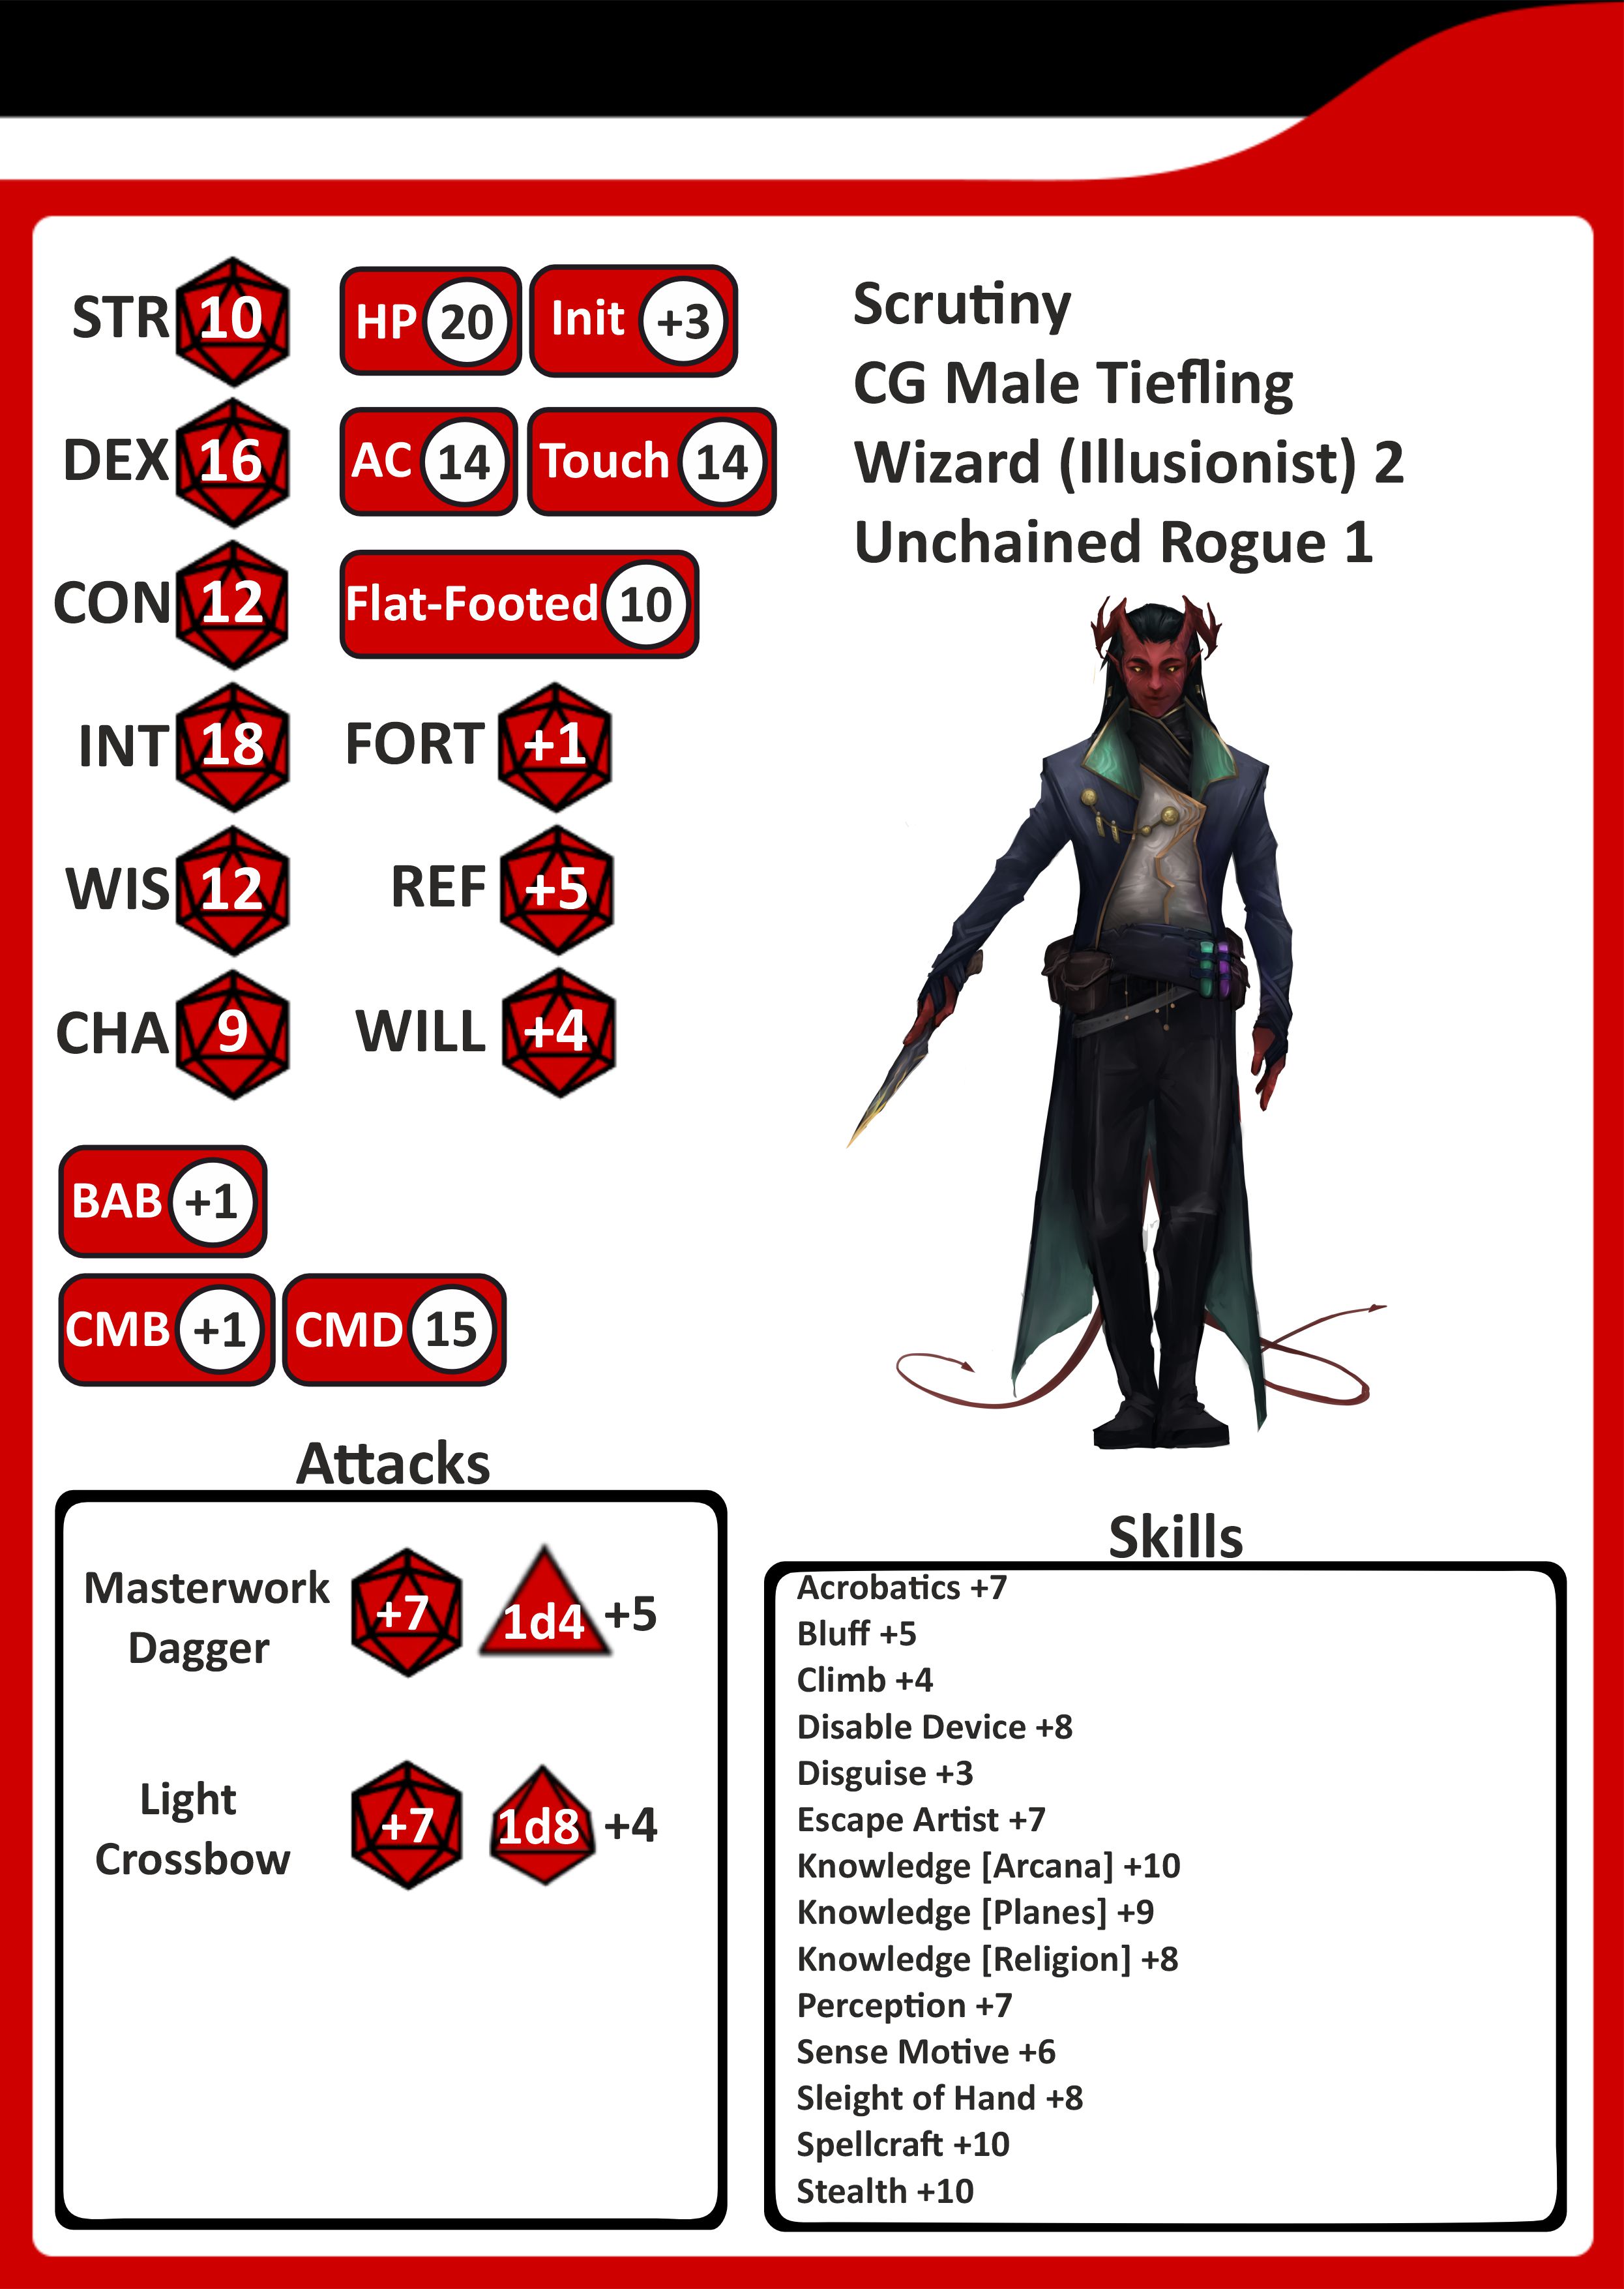 STR 10
HP 20
Init +3
DEX 16
AC 14
Touch 14
CON 12
Flat-Footed 10
INT 18
FORT +1
WIS 12
REF +5
CHA 9
WILL +4
BAB +1
CMB +1
CMD 15
Scrutiny
CG Male Tiefling
Wizard (Illusionist) 2
Unchained Rogue 1
Attacks
Masterwork
Dagger
+7 1d4 +5
Light
Crossbow
+7 1d8 +4
Skills
Acrobatics +7
Bluff +5
Climb +4
Disable Device +8
Disguise +3
Escape Artist +7
Knowledge [Arcana] +10
Knowledge [Planes] +9
Knowledge [Religion] +8
Perception +7
Sense Motive +6
Sleight of Hand +8
Spellcraft +10
Stealth +10